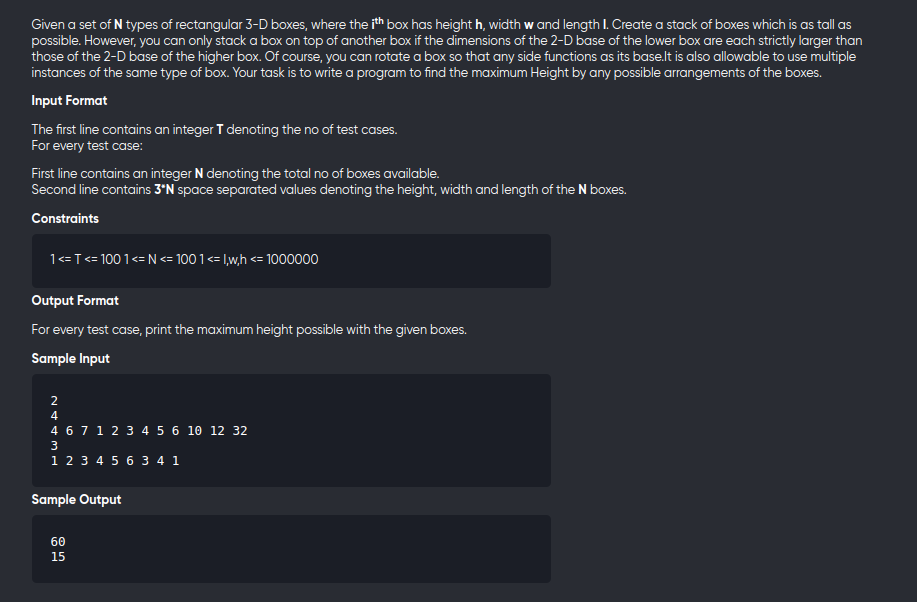 Given a set of N types of rectangular 3-D boxes, where the ith box has height h, width w and length l. Create a stack of boxes which is as tall as
possible. However, you can only stack a box on top of another box if the dimensions of the 2-D base of the lower box are each strictly larger than
those of the 2-D base of the higher box. Of course, you can rotate a box so that any side functions as its base.It is also allowable to use multiple
instances of the same type of box. Your task is to write a program to find the maximum Height by any possible arrangements of the boxes.
Input Format
The first line contains an integer T denoting the no of test cases.
For every test case:
First line contains an integer N denoting the total no of boxes available.
Second line contains 3*N space separated values denoting the height, width and length of the N boxes.
Constraints
1 <= T <= 100 1 <= N <= 100 1 <= l,w,h <= 1000000
Output Format
For every test case, print the maximum height possible with the given boxes.
Sample Input
2
4
4 6 7 1 2 3 4 5 6 10 12 32
3
1 2 3 4 5 6 3 4 1
Sample Output
60
15